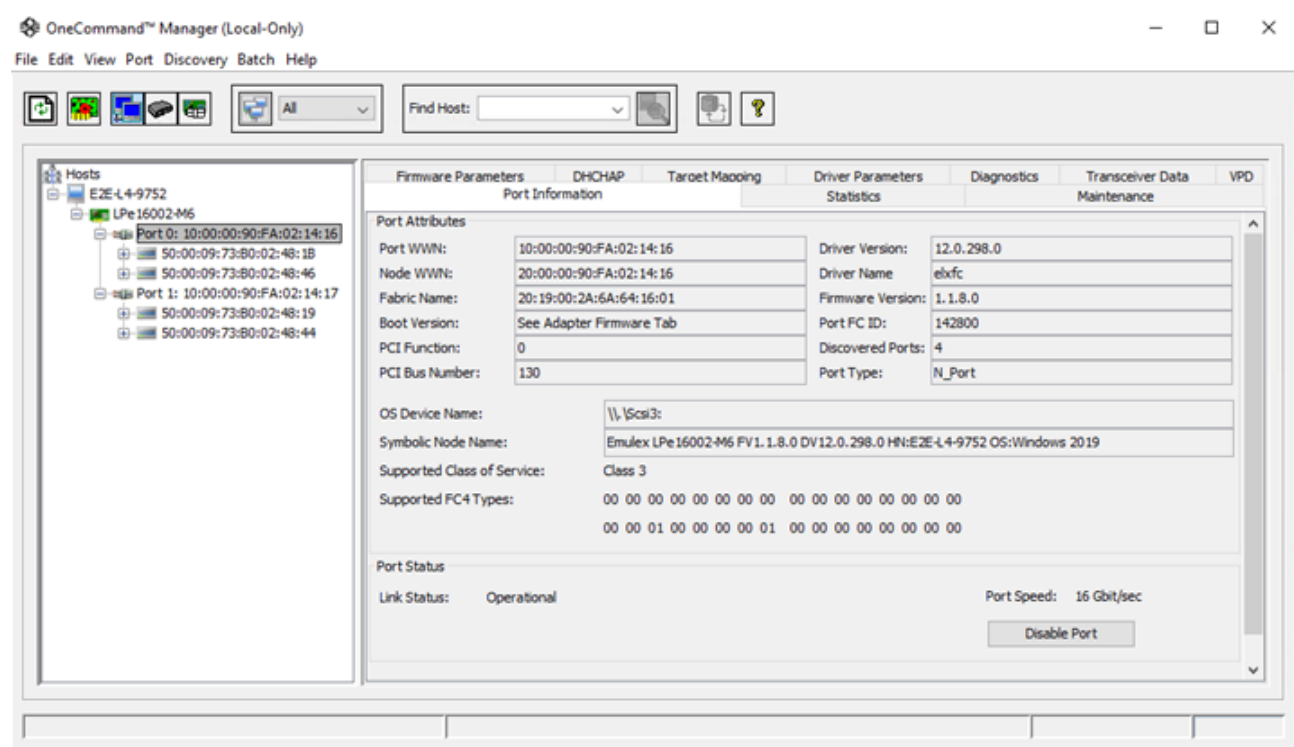 OneCommand™ Manager (Local-Only)
File Edit View Port Discovery Batch Help
All
Find Host:
Hosts
E2E-L4-9752
LPe16002-M6
Port 0: 10:00:00:90:FA:02:14:16
50:00:09:73:B0:02:48:1B
50:00:09:73:B0:02:48:46
Port 1: 10:00:00:90:FA:02:14:17
50:00:09:73:B0:02:48:19
50:00:09:73:B0:02:48:44
Firmware Parameters DHCHAP Target Mapping Driver Parameters Diagnostics Transceiver Data VPD
Port Information Statistics Maintenance
Port Attributes
Port WWN: 10:00:00:90:FA:02:14:16 Driver Version: 12.0.298.0
Node WWN: 20:00:00:90:FA:02:14:16 Driver Name elxfc
Fabric Name: 20:19:00:2A:6A:64:16:01 Firmware Version: 1.1.8.0
Boot Version: See Adapter Firmware Tab Port FC ID: 142800
PCI Function: 0 Discovered Ports: 4
PCI Bus Number: 130 Port Type: N_Port
OS Device Name: \\.\Scsi3:
Symbolic Node Name: Emulex LPe16002-M6 FV1.1.8.0 DV12.0.298.0 HN:E2E-L4-9752 OS:Windows 2019
Supported Class of Service: Class 3
Supported FC4 Types: 00 00 00 00 00 00 00 00 00 00 00 00 00 00 00 00
00 00 01 00 00 00 00 01 00 00 00 00 00 00 00 00
Port Status
Link Status: Operational Port Speed: 16 Gbit/sec
Disable Port